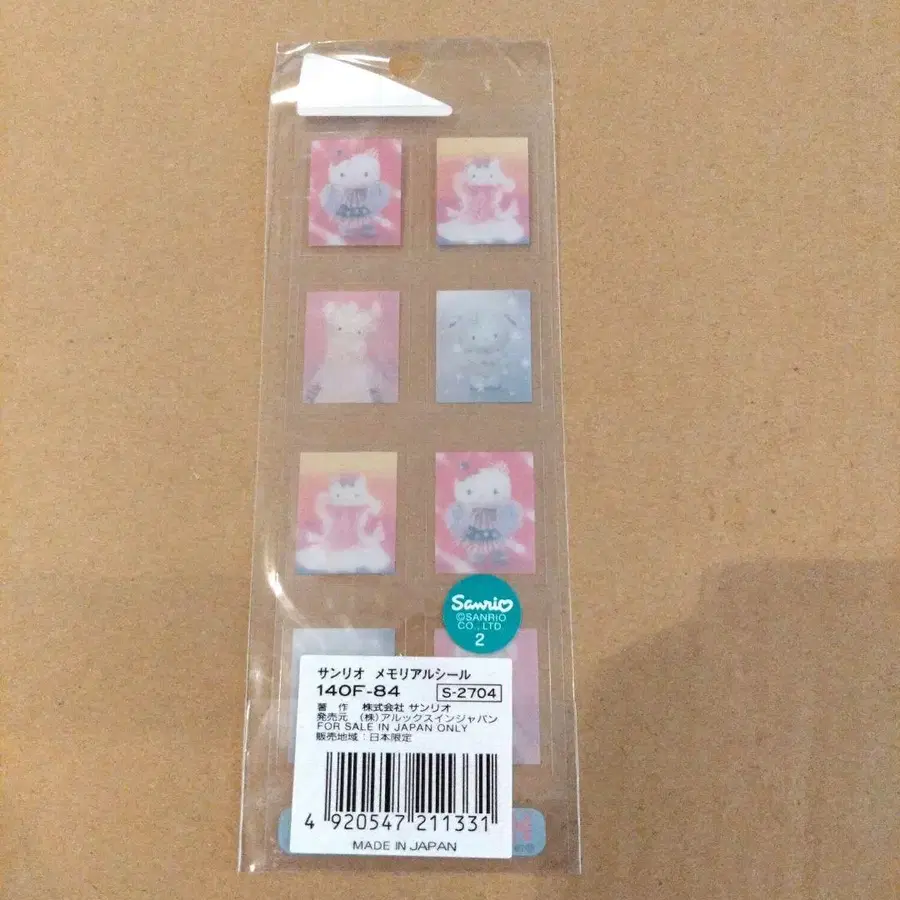 Sanrio
©SANRIO
CO., LTD.
2
サンリオ メモリアルシール
140F-84 S-2704
著 作 株式会社 サンリオ
発売元 (株)アルックスインジャパン
FOR SALE IN JAPAN ONLY
販売地域:日本限定
4 920547 211331
MADE IN JAPAN